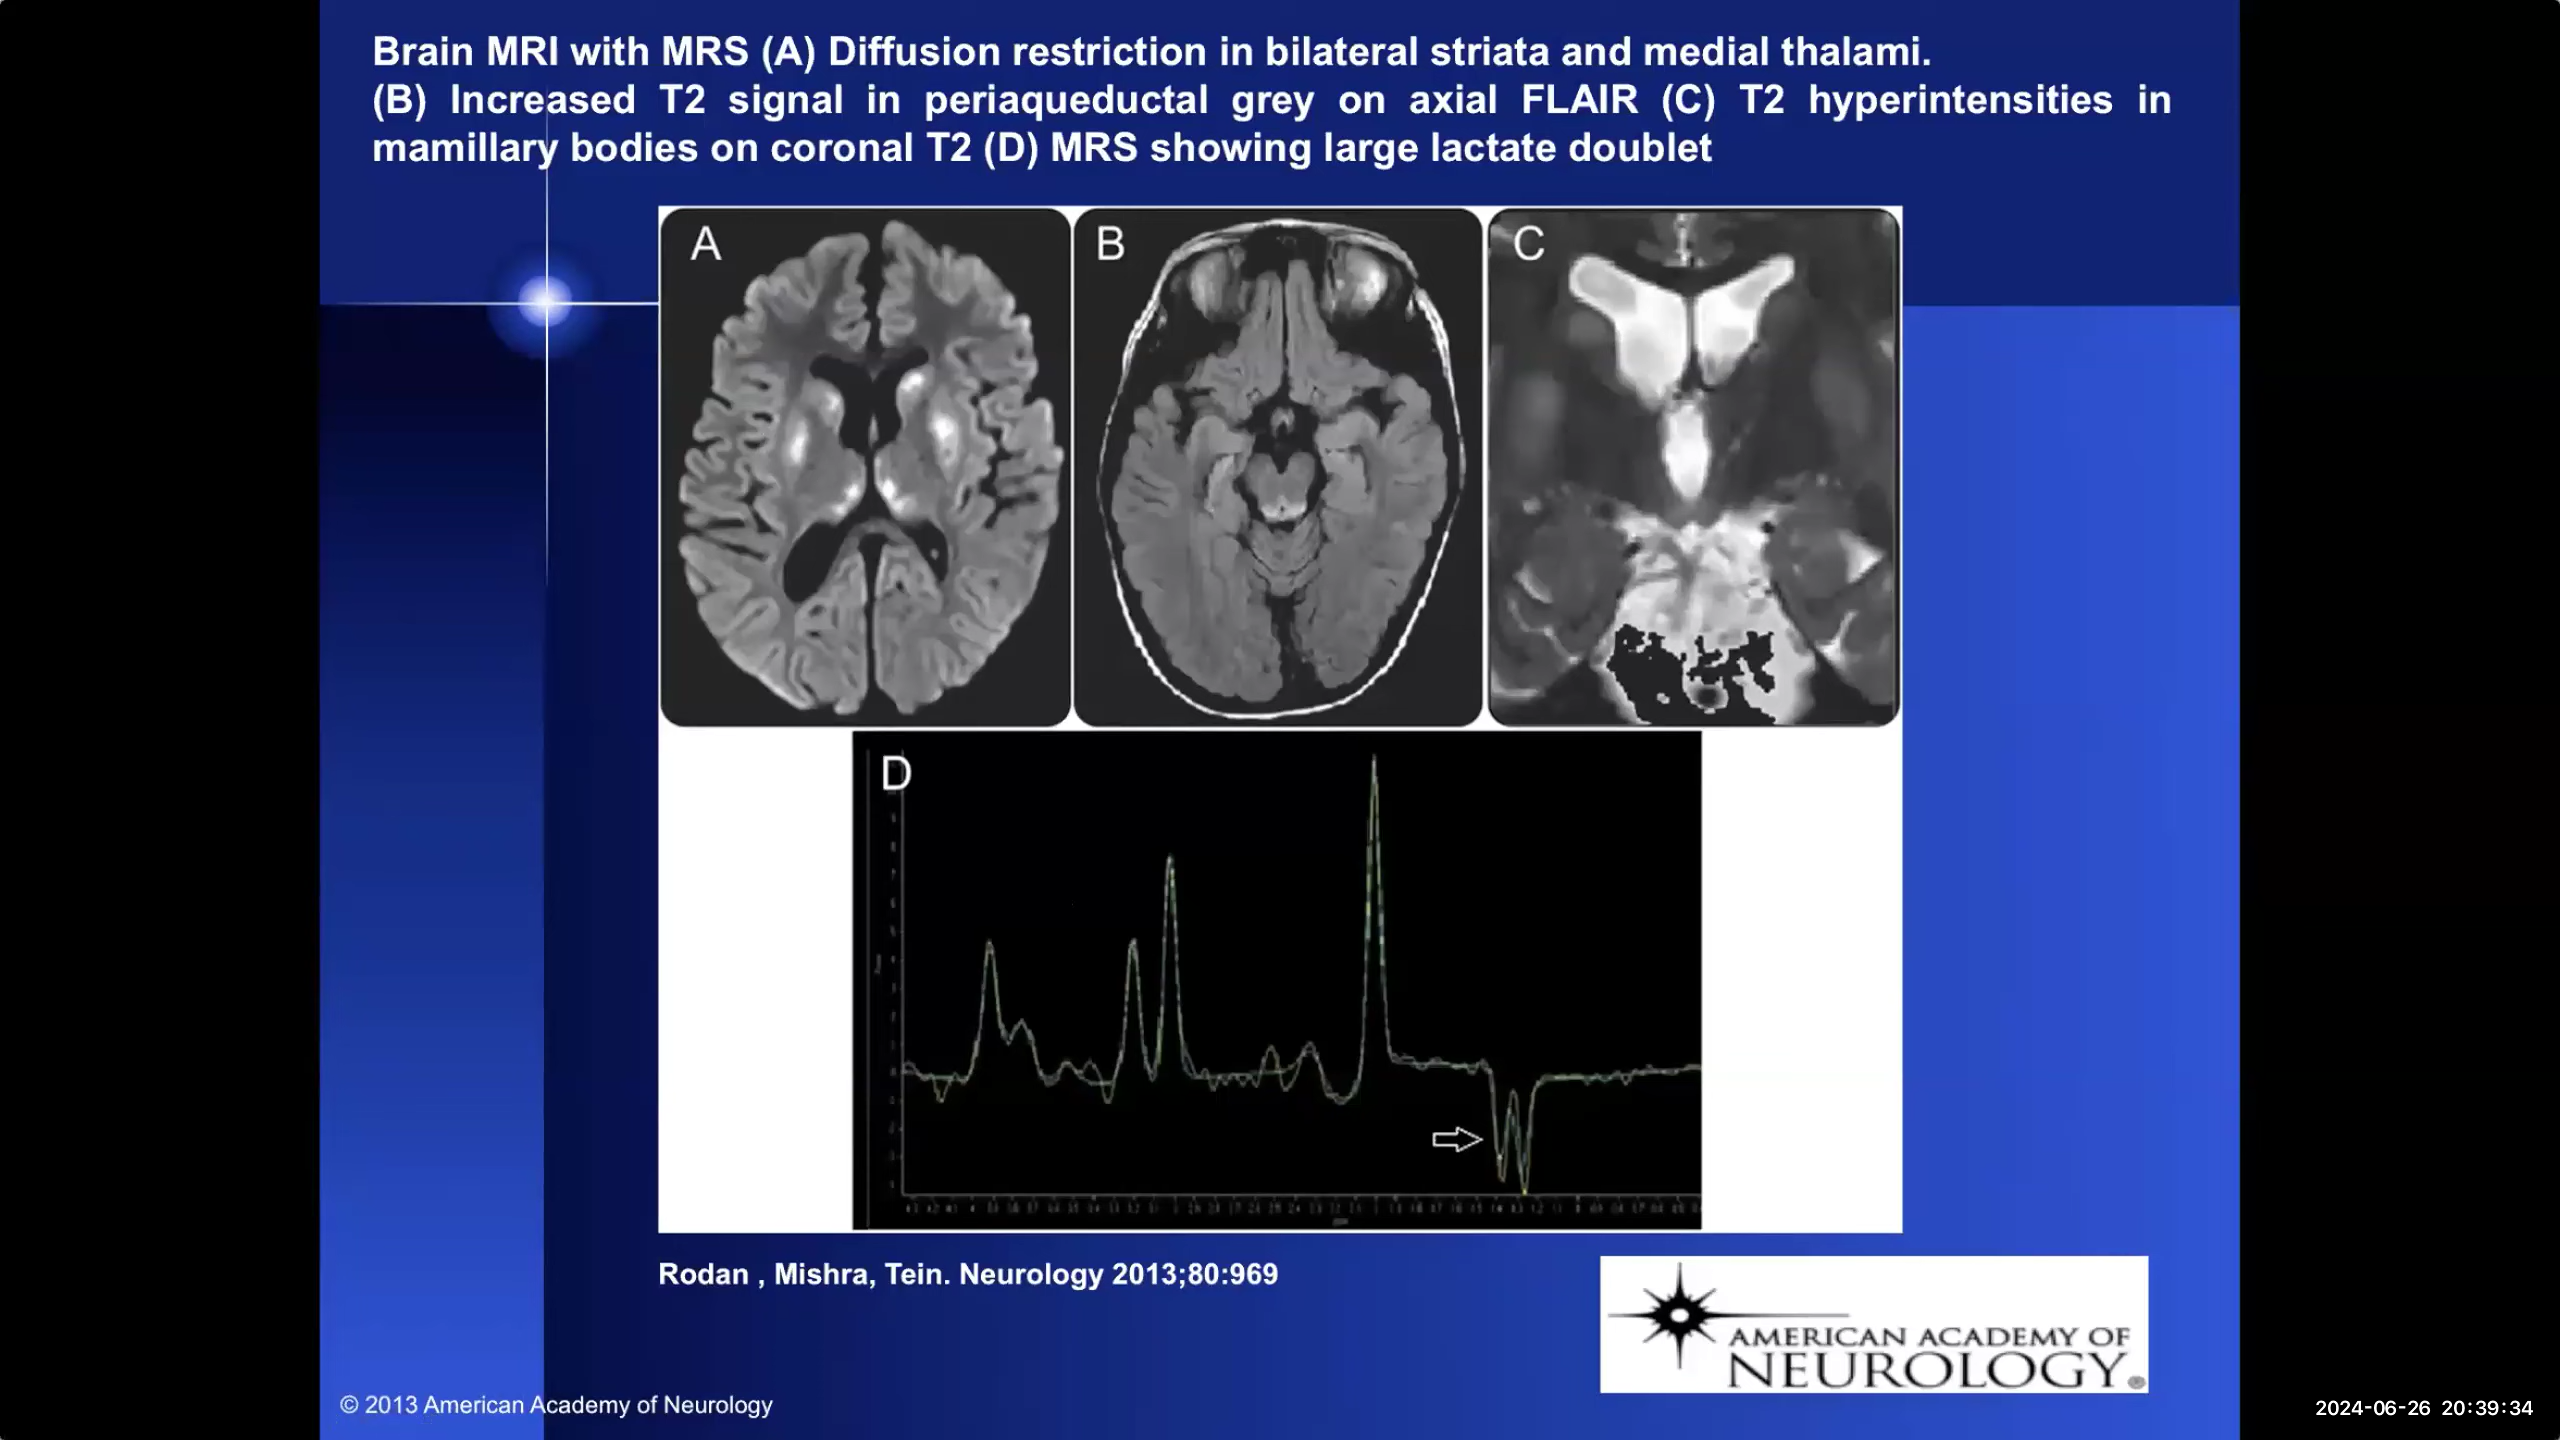 Brain MRI with MRS (A) Diffusion restriction in bilateral striata and medial thalami.
(B) Increased T2 signal in periaqueductal grey on axial FLAIR (C) T2 hyperintensities in
mamillary bodies on coronal T2 (D) MRS showing large lactate doublet
A
B
C
D
Rodan , Mishra, Tein. Neurology 2013;80:969
AMERICAN ACADEMY OF
NEUROLOGY
© 2013 American Academy of Neurology
2024-06-26 20:39:34